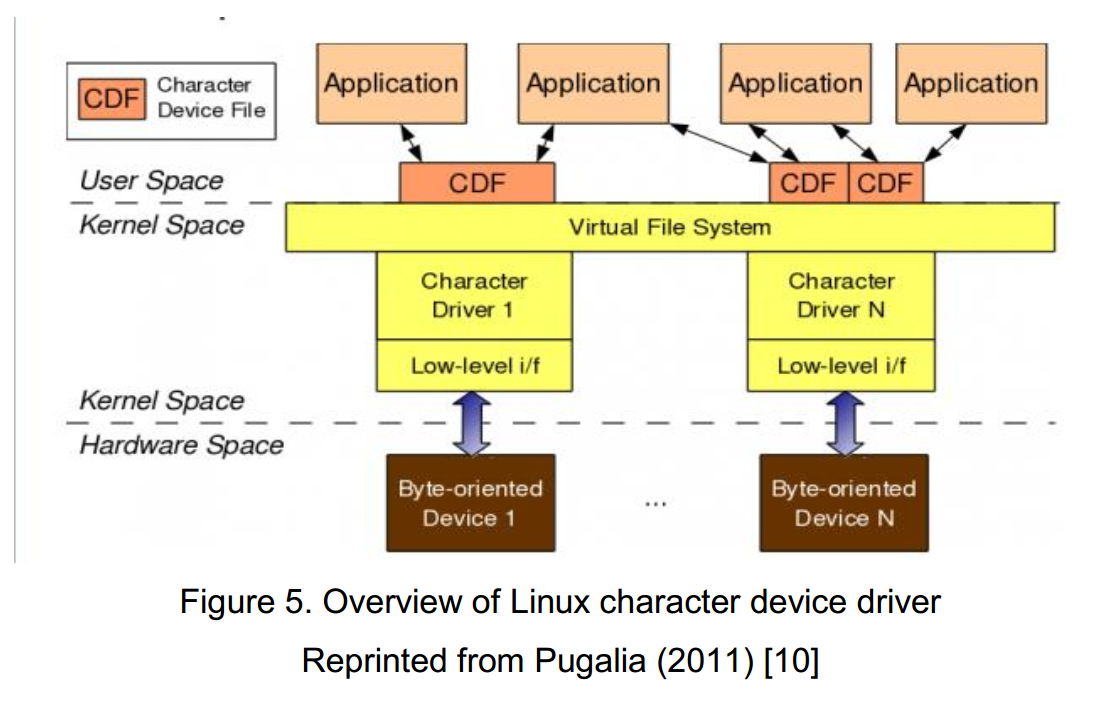 CDF
Character
Device File
Application
Application
Application
Application
User Space
CDF
CDF
CDF
Kernel Space
Virtual File System
Character
Driver 1
Character
Driver N
Low-level i/f
Low-level i/f
Kernel Space
Hardware Space
Byte-oriented
Device 1
...
Byte-oriented
Device N
Figure 5. Overview of Linux character device driver
Reprinted from Pugalia (2011) [10]